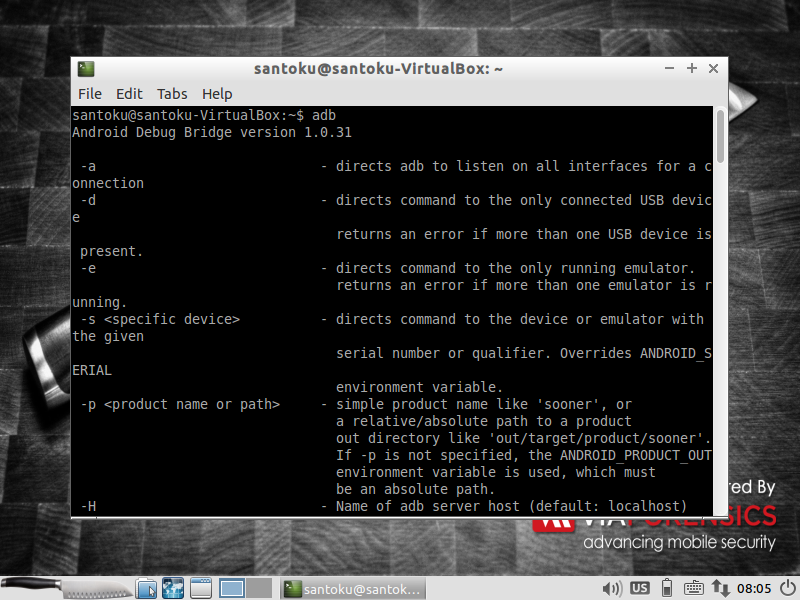 santoku@santoku-VirtualBox: ~
File Edit Tabs Help
santoku@santoku-VirtualBox:~$ adb
Android Debug Bridge version 1.0.31
-a - directs adb to listen on all interfaces for a c
onnection
-d - directs command to the only connected USB devic
e
returns an error if more than one USB device is
present.
-e - directs command to the only running emulator.
returns an error if more than one emulator is r
unning.
-s <specific device> - directs command to the device or emulator with
the given
serial number or qualifier. Overrides ANDROID_S
ERIAL
environment variable.
-p <product name or path> - simple product name like 'sooner', or
a relative/absolute path to a product
out directory like 'out/target/product/sooner'.
If -p is not specified, the ANDROID_PRODUCT_OUT
environment variable is used, which must
be an absolute path.
-H - Name of adb server host (default: localhost)
red By
VIAFORENSICS
advancing mobile security
santoku@santok...
US
08:05